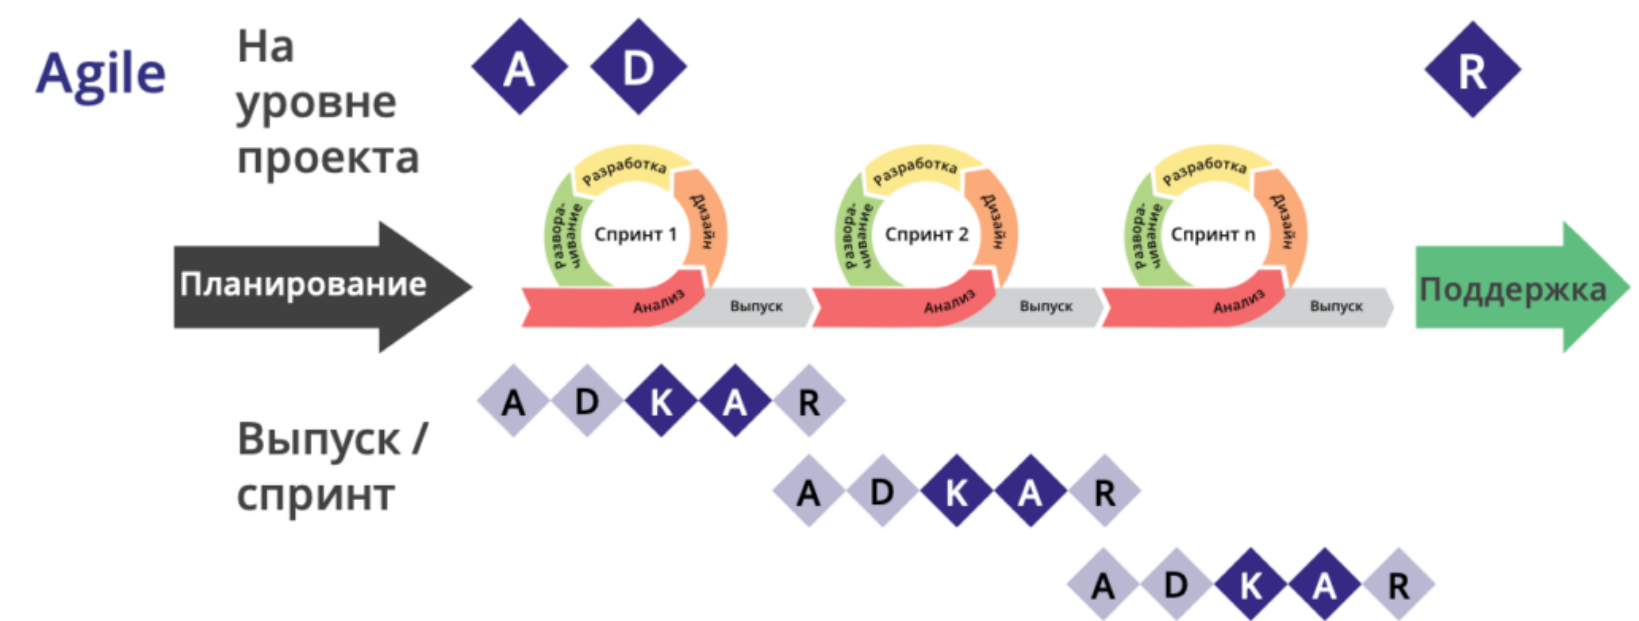 Agile
На
уровне
проекта
A
D
R
Планирование
Разработка
Дизайн
Развора-
чивание
Спринт 1
Анализ
Выпуск
Разработка
Дизайн
Развора-
чивание
Спринт 2
Анализ
Выпуск
Разработка
Дизайн
Развора-
чивание
Спринт n
Анализ
Выпуск
Поддержка
Выпуск /
спринт
A D K A R
A D K A R
A D K A R